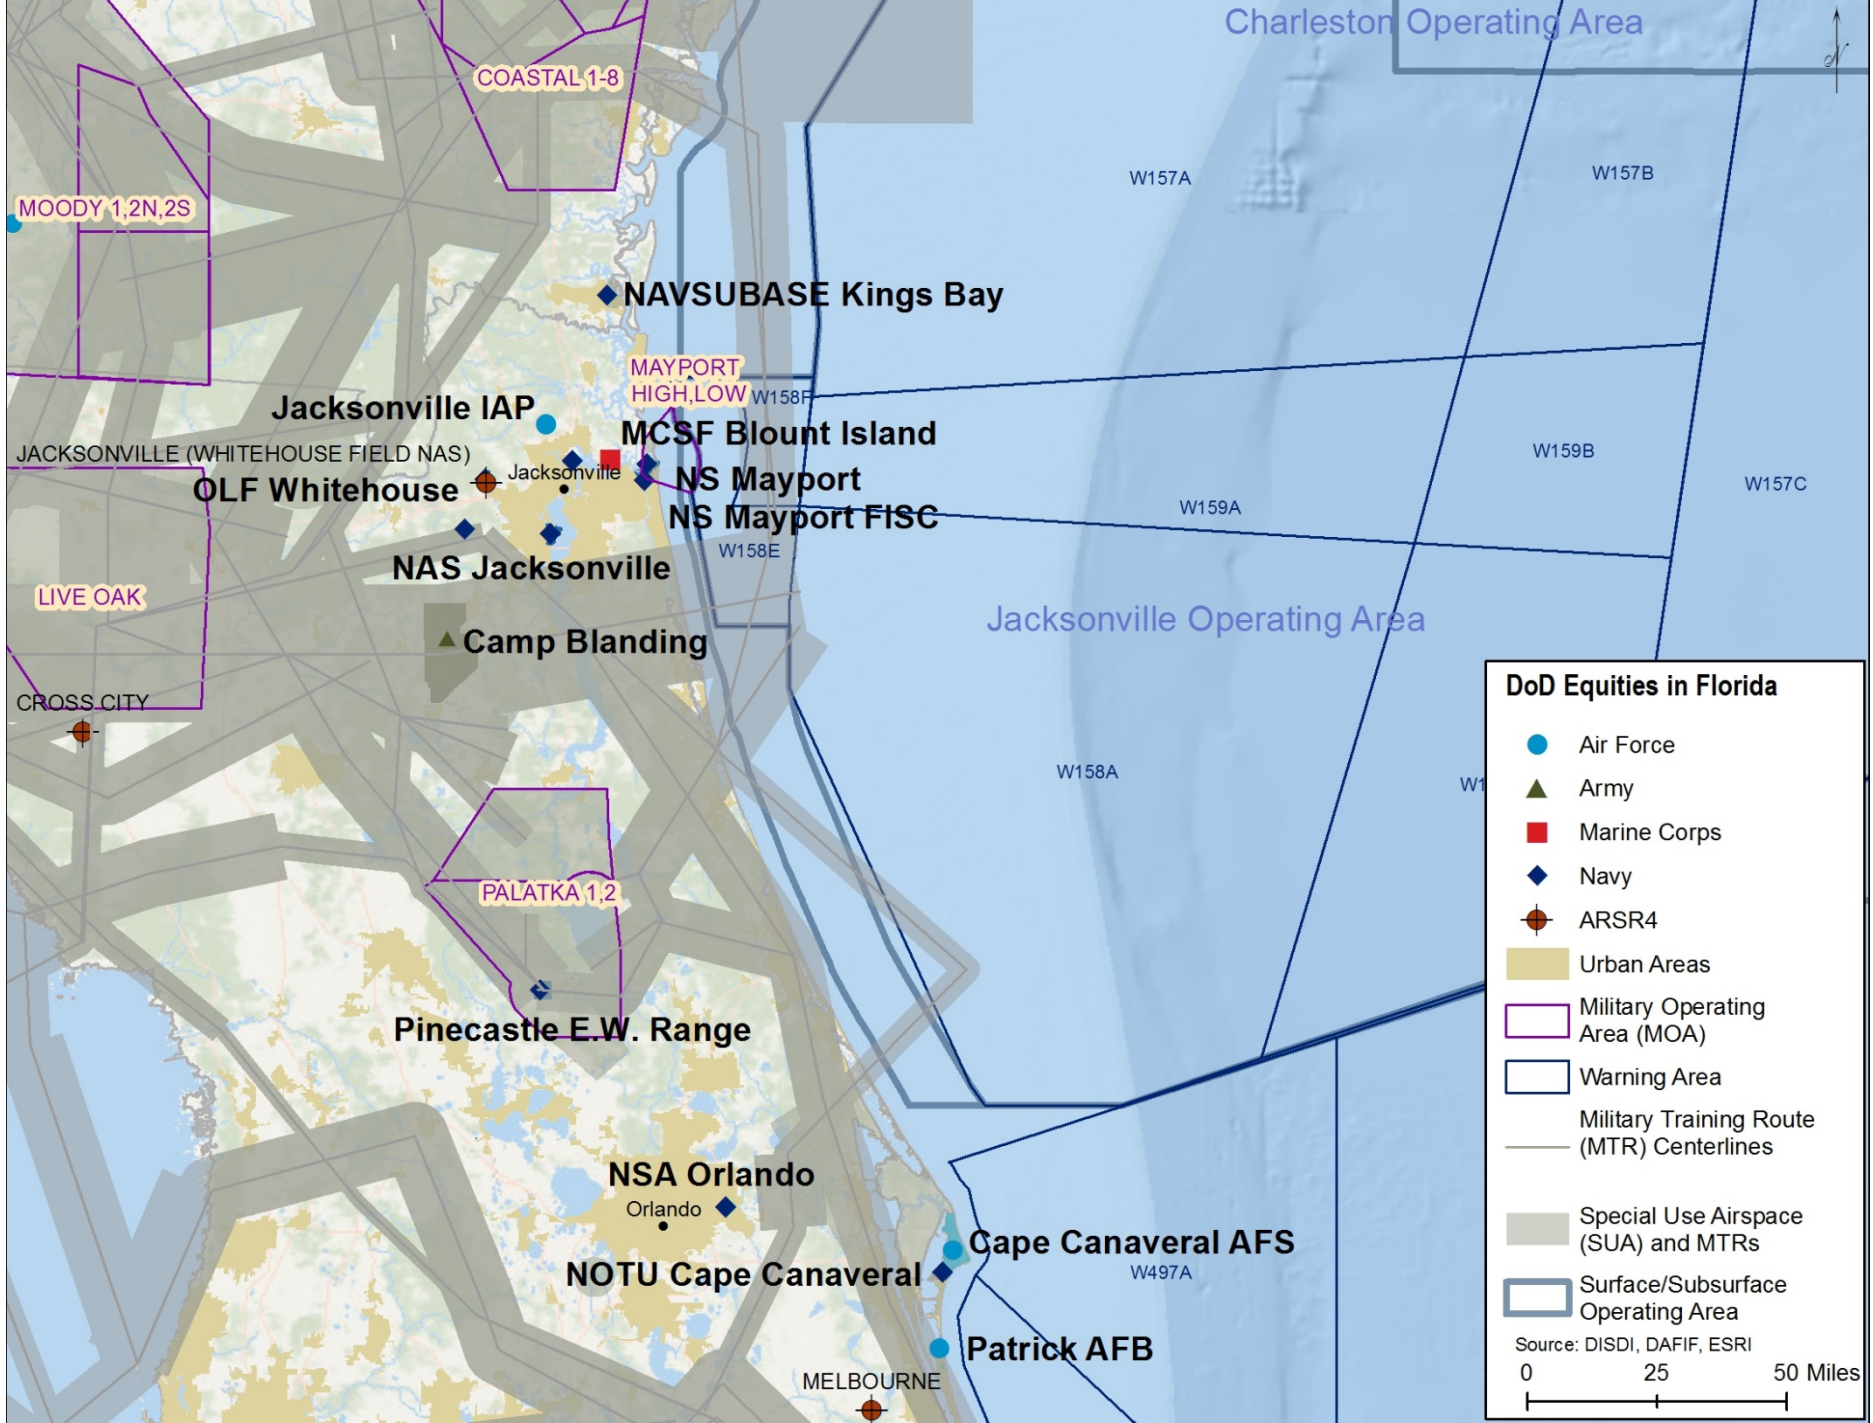 Charleston Operating Area
N
COASTAL 1-8
W157A
W157B
MOODY 1,2N,2S
NAVSUBASE Kings Bay
MAYPORT
HIGH,LOW
W158F
Jacksonville IAP
MCSF Blount Island
JACKSONVILLE (WHITEHOUSE FIELD NAS)
Jacksonville
W159B
OLF Whitehouse
NS Mayport
W157C
W159A
NS Mayport FISC
W158E
NAS Jacksonville
LIVE OAK
Jacksonville Operating Area
Camp Blanding
CROSS CITY
W158A
W1
PALATKA 1,2
Pinecastle E.W. Range
NSA Orlando
Orlando
Cape Canaveral AFS
NOTU Cape Canaveral
W497A
Patrick AFB
MELBOURNE
DoD Equities in Florida
Air Force
Army
Marine Corps
Navy
ARSR4
Urban Areas
Military Operating
Area (MOA)
Warning Area
Military Training Route
(MTR) Centerlines
Special Use Airspace
(SUA) and MTRs
Surface/Subsurface
Operating Area
Source: DISDI, DAFIF, ESRI
0 25 50 Miles